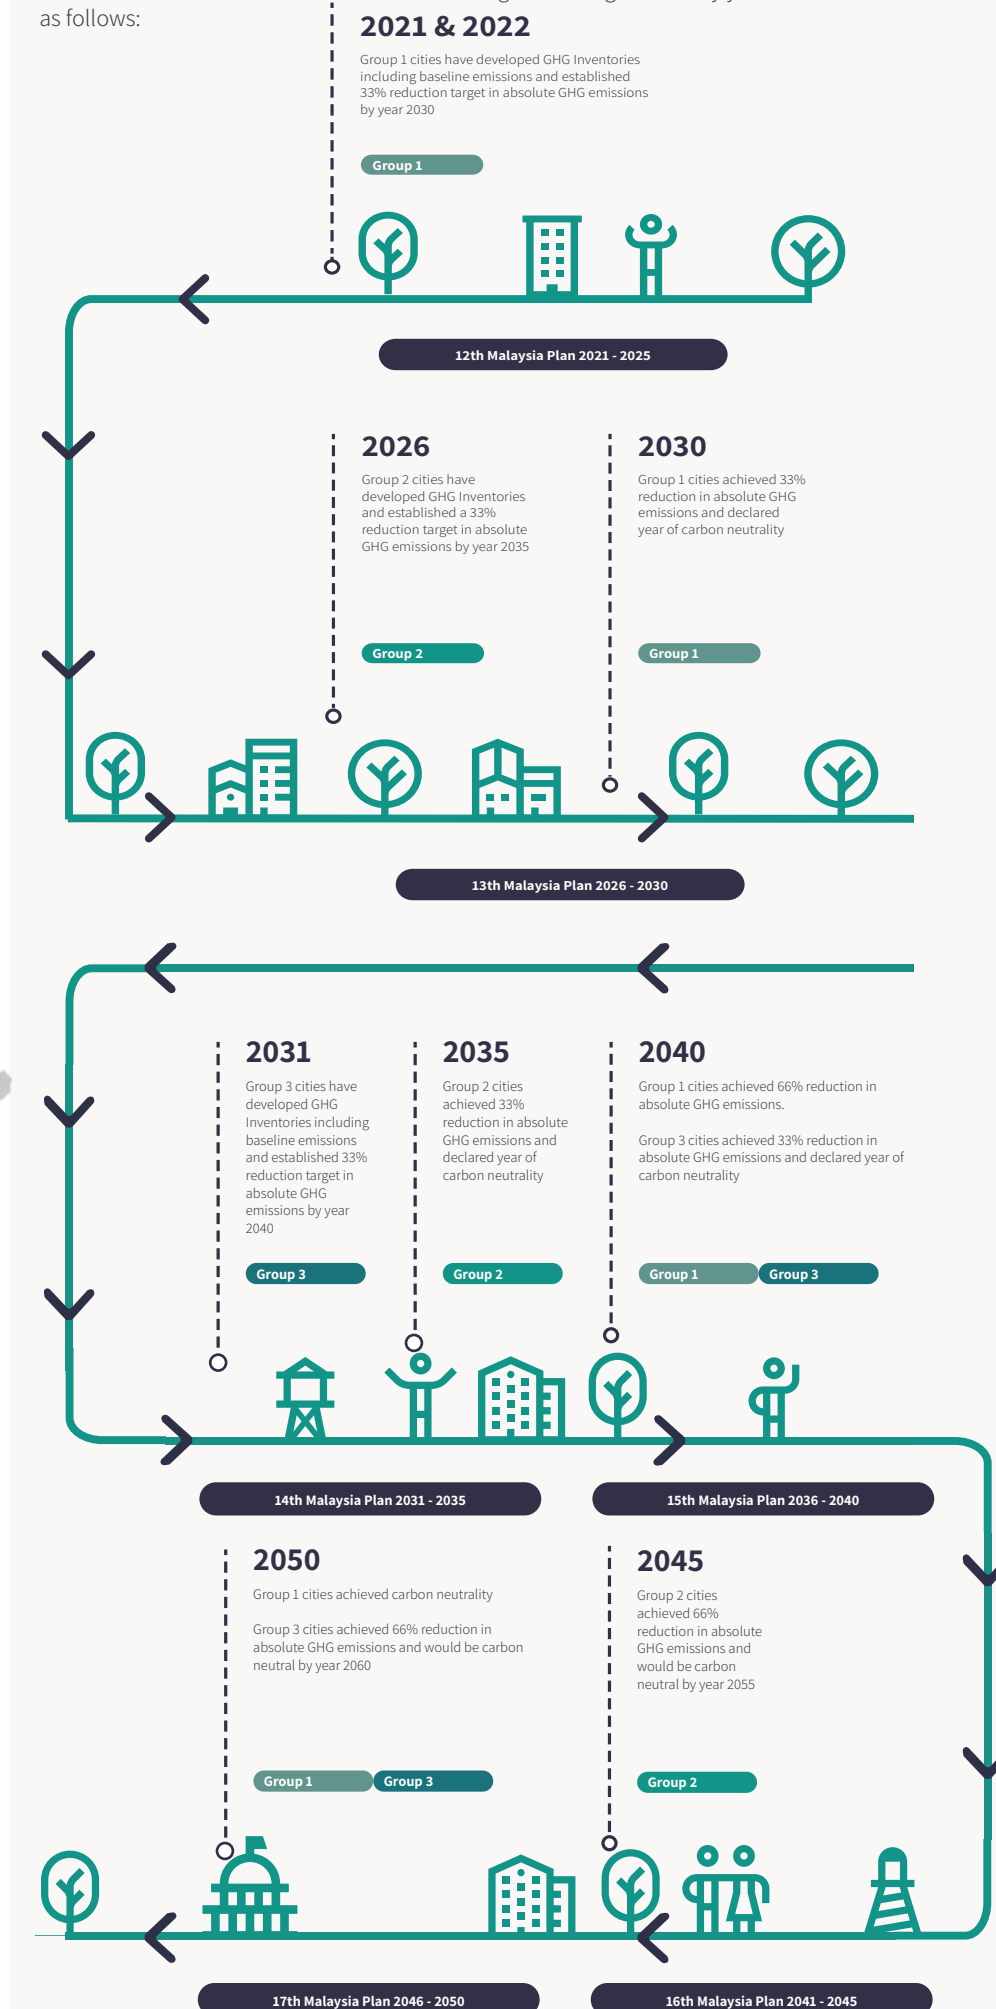 as follows:
2021 & 2022
Group 1 cities have developed GHG Inventories
including baseline emissions and established
33% reduction target in absolute GHG emissions
by year 2030
Group 1
12th Malaysia Plan 2021 - 2025
2026
Group 2 cities have
developed GHG Inventories
and established a 33%
reduction target in absolute
GHG emissions by year 2035
Group 2
2030
Group 1 cities achieved 33%
reduction in absolute GHG
emissions and declared
year of carbon neutrality
Group 1
13th Malaysia Plan 2026 - 2030
2031
Group 3 cities have
developed GHG
Inventories including
baseline emissions
and established 33%
reduction target in
absolute GHG
emissions by year
2040
Group 3
2035
Group 2 cities
achieved 33%
reduction in absolute
GHG emissions and
declared year of
carbon neutrality
Group 2
2040
Group 1 cities achieved 66% reduction in
absolute GHG emissions.
Group 3 cities achieved 33% reduction in
absolute GHG emissions and declared year of
carbon neutrality
Group 1
Group 3
14th Malaysia Plan 2031 - 2035
15th Malaysia Plan 2036 - 2040
2050
Group 1 cities achieved carbon neutrality
Group 3 cities achieved 66% reduction in
absolute GHG emissions and would be carbon
neutral by year 2060
Group 1
Group 3
2045
Group 2 cities
achieved 66%
reduction in absolute
GHG emissions and
would be carbon
neutral by year 2055
Group 2
17th Malaysia Plan 2046 - 2050
16th Malaysia Plan 2041 - 2045